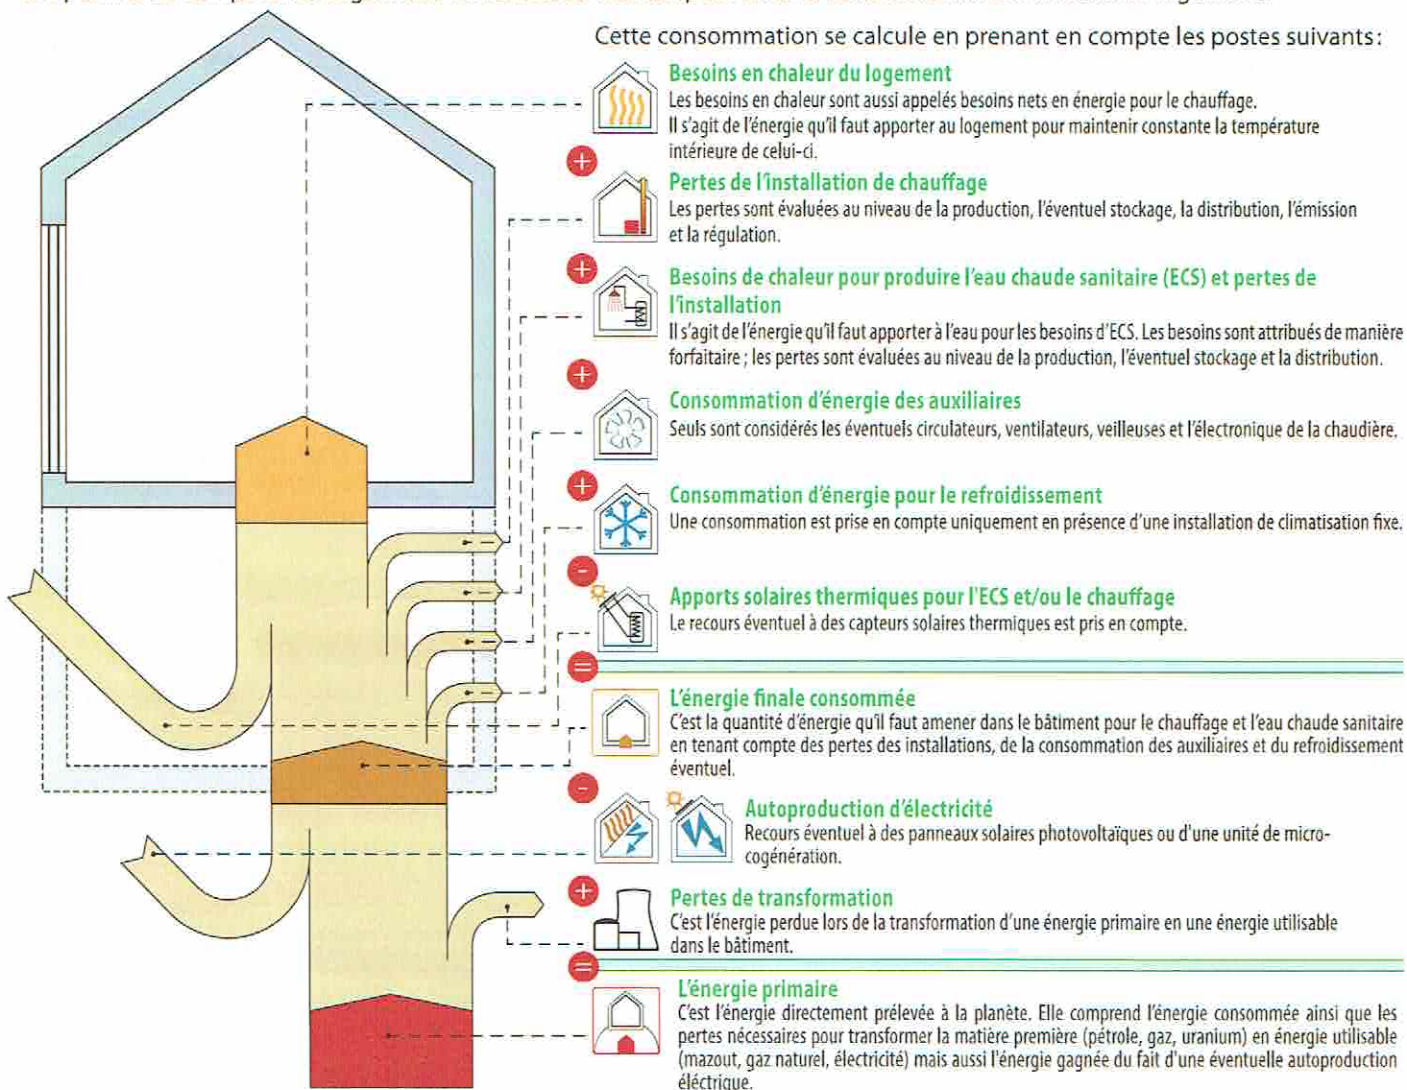 Cette consommation se calcule en prenant en compte les postes suivants:
Besoins en chaleur du logement
Les besoins en chaleur sont aussi appelés besoins nets en énergie pour le chauffage.
Il s'agit de l'énergie qu'il faut apporter au logement pour maintenir constante la température
intérieure de celui-ci.
+
Pertes de l'installation de chauffage
Les pertes sont évaluées au niveau de la production, l'éventuel stockage, la distribution, l'émission
et la régulation.
+
Besoins de chaleur pour produire l'eau chaude sanitaire (ECS) et pertes de
l'installation
Il s'agit de l'énergie qu'il faut apporter à l'eau pour les besoins d'ECS. Les besoins sont attribués de manière
forfaitaire ; les pertes sont évaluées au niveau de la production, l'éventuel stockage et la distribution.
+
Consommation d'énergie des auxiliaires
Seuls sont considérés les éventuels circulateurs, ventilateurs, veilleuses et l'électronique de la chaudière.
+
Consommation d'énergie pour le refroidissement
Une consommation est prise en compte uniquement en présence d'une installation de climatisation fixe.
-
Apports solaires thermiques pour l'ECS et/ou le chauffage
Le recours éventuel à des capteurs solaires thermiques est pris en compte.
=
L'énergie finale consommée
C'est la quantité d'énergie qu'il faut amener dans le bâtiment pour le chauffage et l'eau chaude sanitaire
en tenant compte des pertes des installations, de la consommation des auxiliaires et du refroidissement
éventuel.
-
Autoproduction d'électricité
Recours éventuel à des panneaux solaires photovoltaïques ou d'une unité de micro-
cogénération.
+
Pertes de transformation
C'est l'énergie perdue lors de la transformation d'une énergie primaire en une énergie utilisable
dans le bâtiment.
=
L'énergie primaire
C'est l'énergie directement prélevée à la planète. Elle comprend l'énergie consommée ainsi que les
pertes nécessaires pour transformer la matière première (pétrole, gaz, uranium) en énergie utilisable
(mazout, gaz naturel, électricité) mais aussi l'énergie gagnée du fait d'une éventuelle autoproduction
éléctrique.